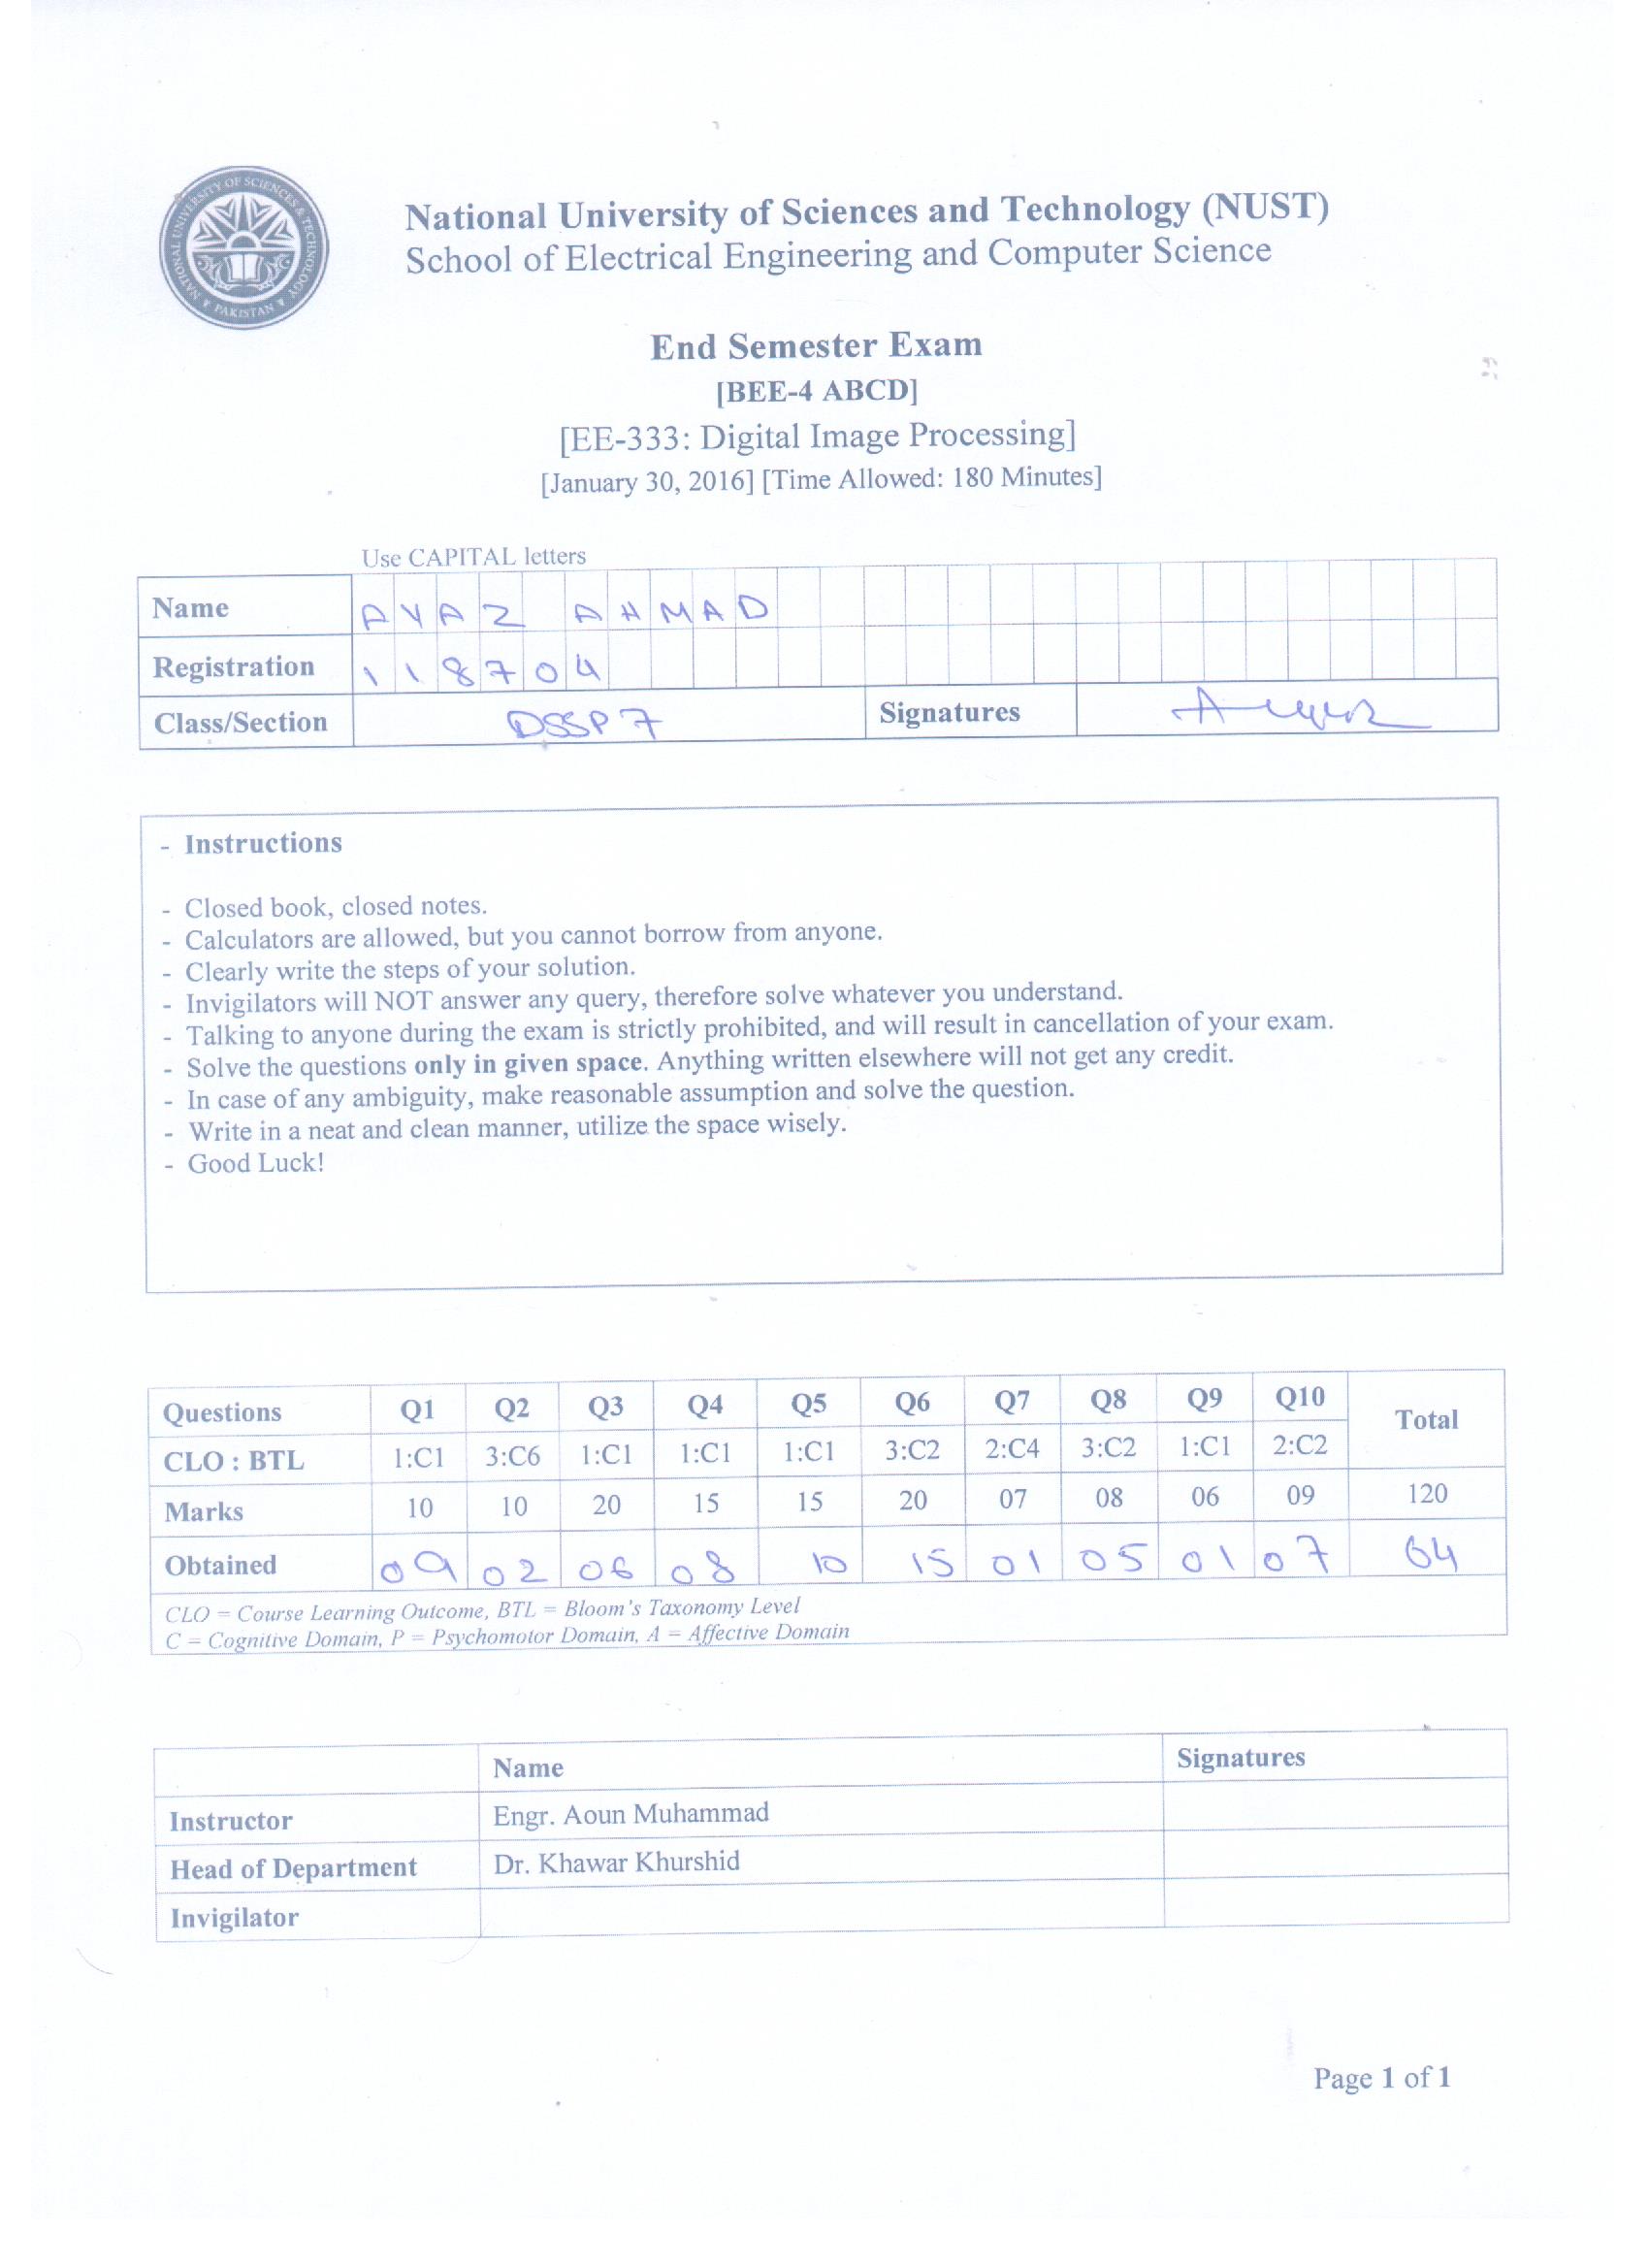 NATIONAL UNIVERSITY OF SCIENCES & TECHNOLOGY
PAKISTAN
National University of Sciences and Technology (NUST)
School of Electrical Engineering and Computer Science
End Semester Exam
[BEE-4 ABCD]
[EE-333: Digital Image Processing]
[January 30, 2016] [Time Allowed: 180 Minutes]
Use CAPITAL letters
Name AYAZ AHMAD
Registration 118704
Class/Section DSSP7 Signatures
- Instructions
- Closed book, closed notes.
- Calculators are allowed, but you cannot borrow from anyone.
- Clearly write the steps of your solution.
- Invigilators will NOT answer any query, therefore solve whatever you understand.
- Talking to anyone during the exam is strictly prohibited, and will result in cancellation of your exam.
- Solve the questions only in given space. Anything written elsewhere will not get any credit.
- In case of any ambiguity, make reasonable assumption and solve the question.
- Write in a neat and clean manner, utilize the space wisely.
- Good Luck!
Questions Q1 Q2 Q3 Q4 Q5 Q6 Q7 Q8 Q9 Q10 Total
CLO : BTL 1:C1 3:C6 1:C1 1:C1 1:C1 3:C2 2:C4 3:C2 1:C1 2:C2
Marks 10 10 20 15 15 20 07 08 06 09 120
Obtained 09 02 06 08 10 15 01 05 01 07 64
CLO = Course Learning Outcome, BTL = Bloom's Taxonomy Level
C = Cognitive Domain, P = Psychomotor Domain, A = Affective Domain
Name Signatures
Instructor Engr. Aoun Muhammad
Head of Department Dr. Khawar Khurshid
Invigilator
Page 1 of 1